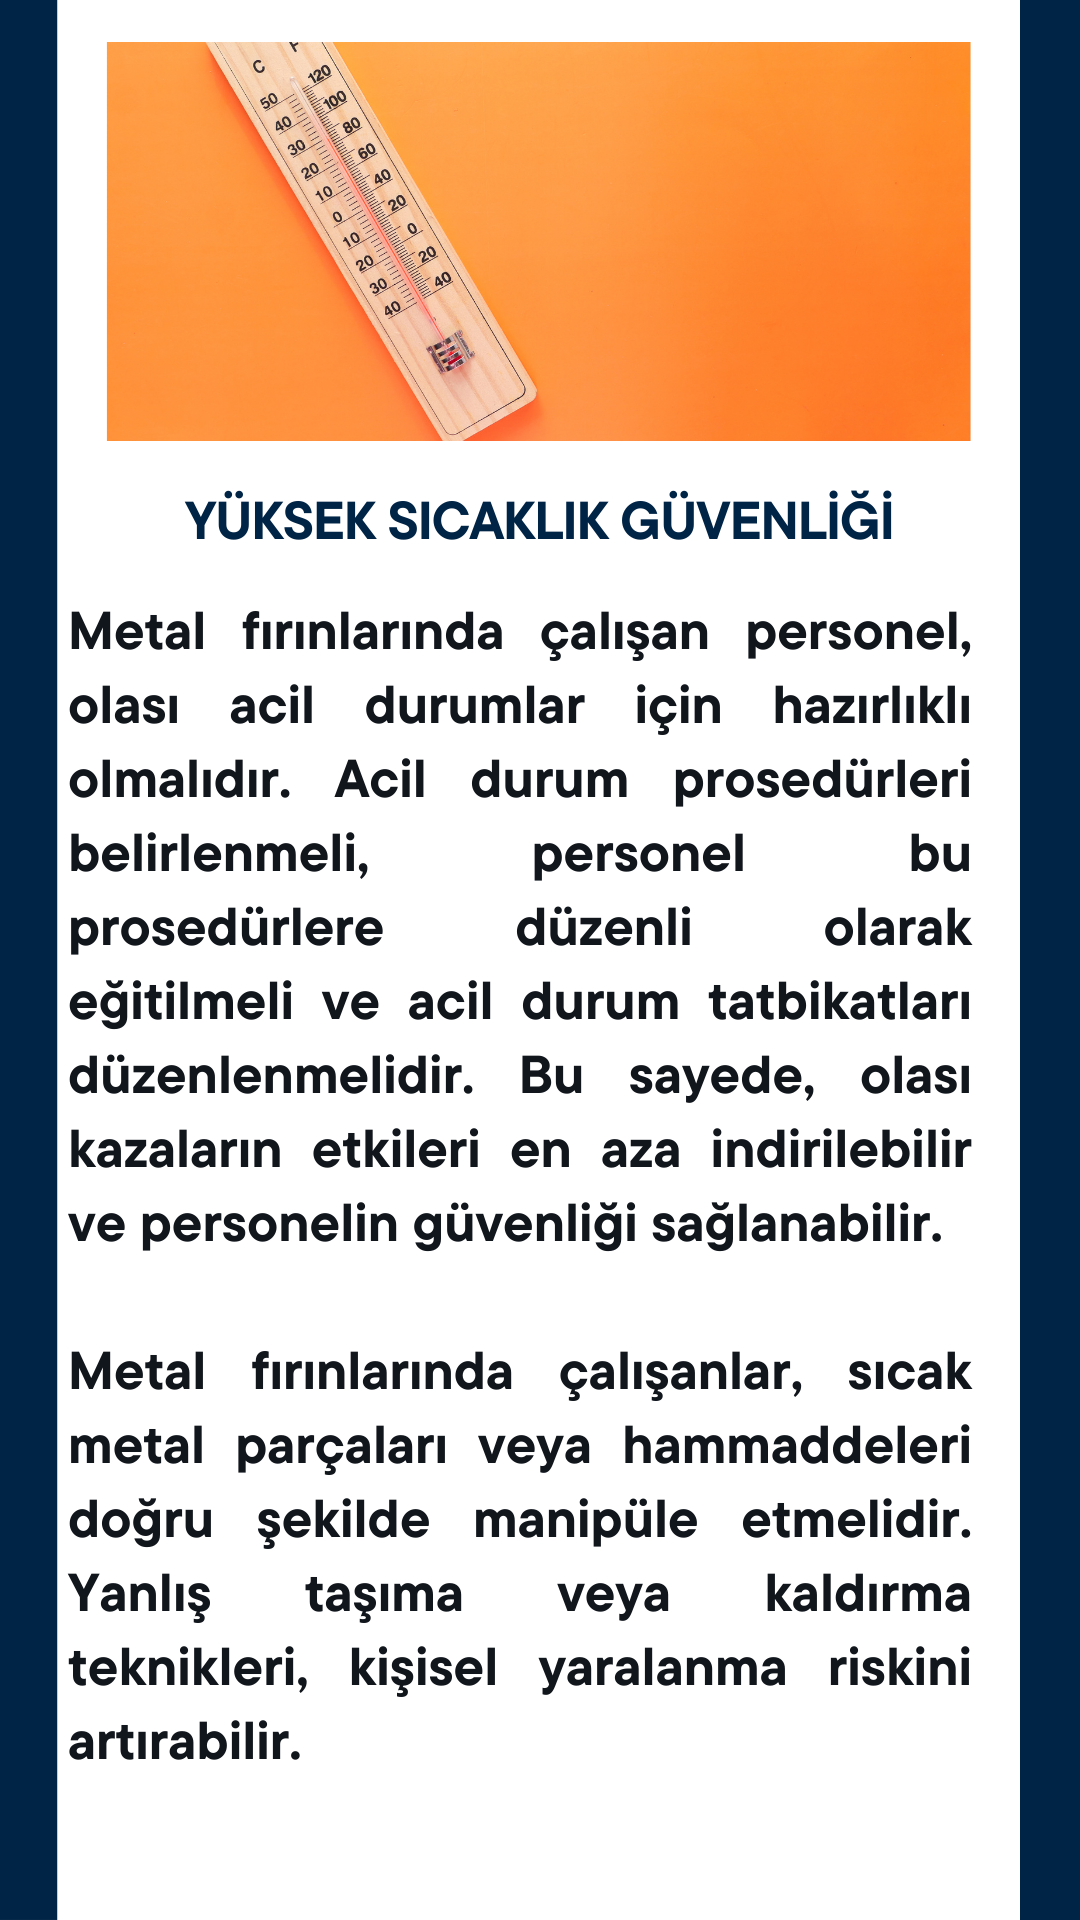 C F
50 120
40 100
30 80
20 60
10 40
0 20
10 0
20 20
30 40
40
YÜKSEK SICAKLIK GÜVENLİĞİ
Metal fırınlarında çalışan personel,
olası acil durumlar için hazırlıklı
olmalıdır. Acil durum prosedürleri
belirlenmeli, personel bu
prosedürlere düzenli olarak
eğitilmeli ve acil durum tatbikatları
düzenlenmelidir. Bu sayede, olası
kazaların etkileri en aza indirilebilir
ve personelin güvenliği sağlanabilir.
Metal fırınlarında çalışanlar, sıcak
metal parçaları veya hammaddeleri
doğru şekilde manipüle etmelidir.
Yanlış taşıma veya kaldırma
teknikleri, kişisel yaralanma riskini
artırabilir.